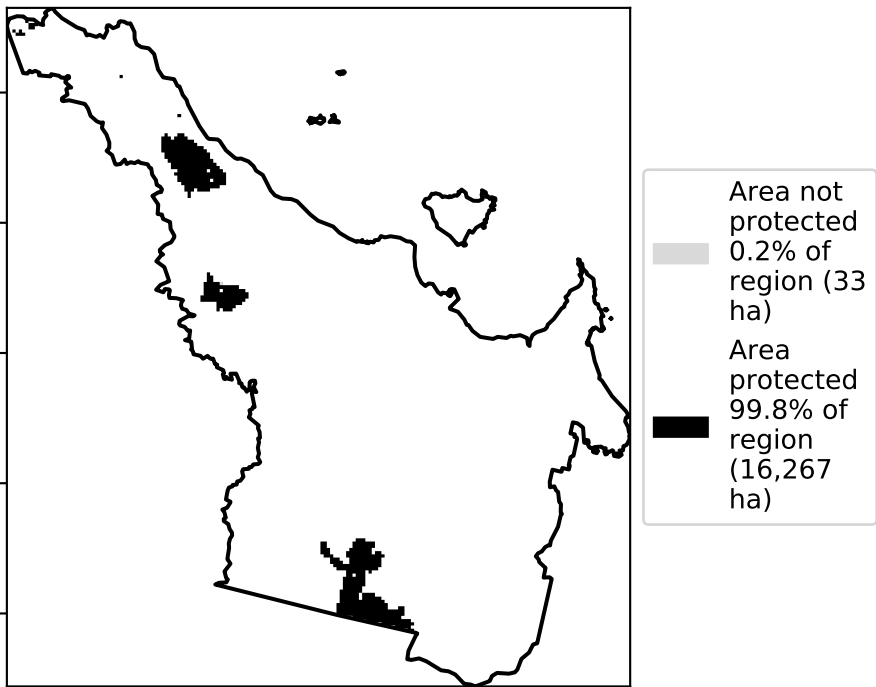 Area not
protected
0.2% of
region (33
ha)
Area
protected
99.8% of
region
(16,267
ha)